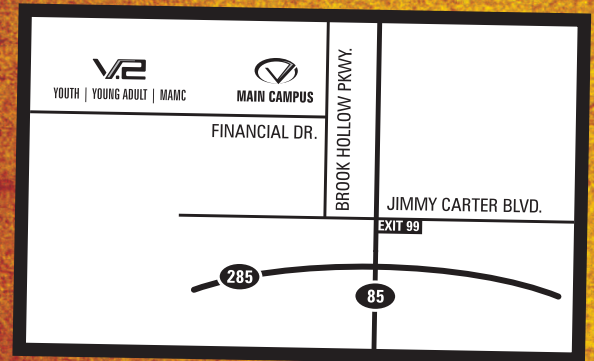 V.2
YOUTH | YOUNG ADULT | MAMC
MAIN CAMPUS
BROOK HOLLOW PKWY.
FINANCIAL DR.
JIMMY CARTER BLVD.
EXIT 99
285
85